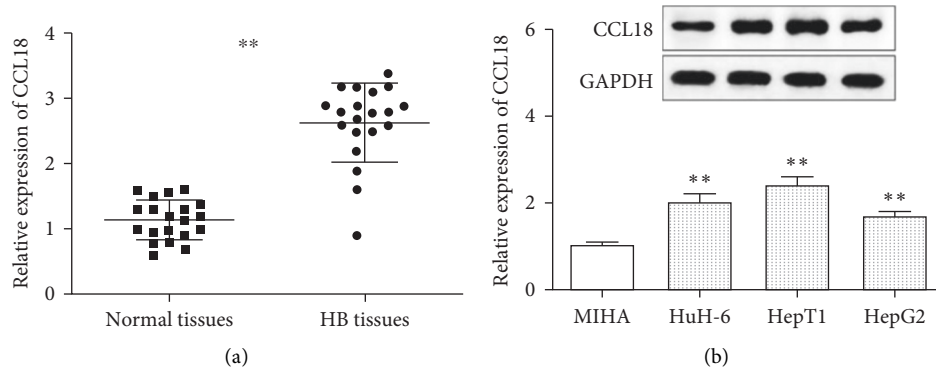 Relative expression of CCL18
4
3
2
1
0
**
Normal tissues
HB tissues
(a)
Relative expression of CCL18
6
4
2
0
CCL18
GAPDH
**
**
**
MIHA
HuH-6
HepT1
HepG2
(b)